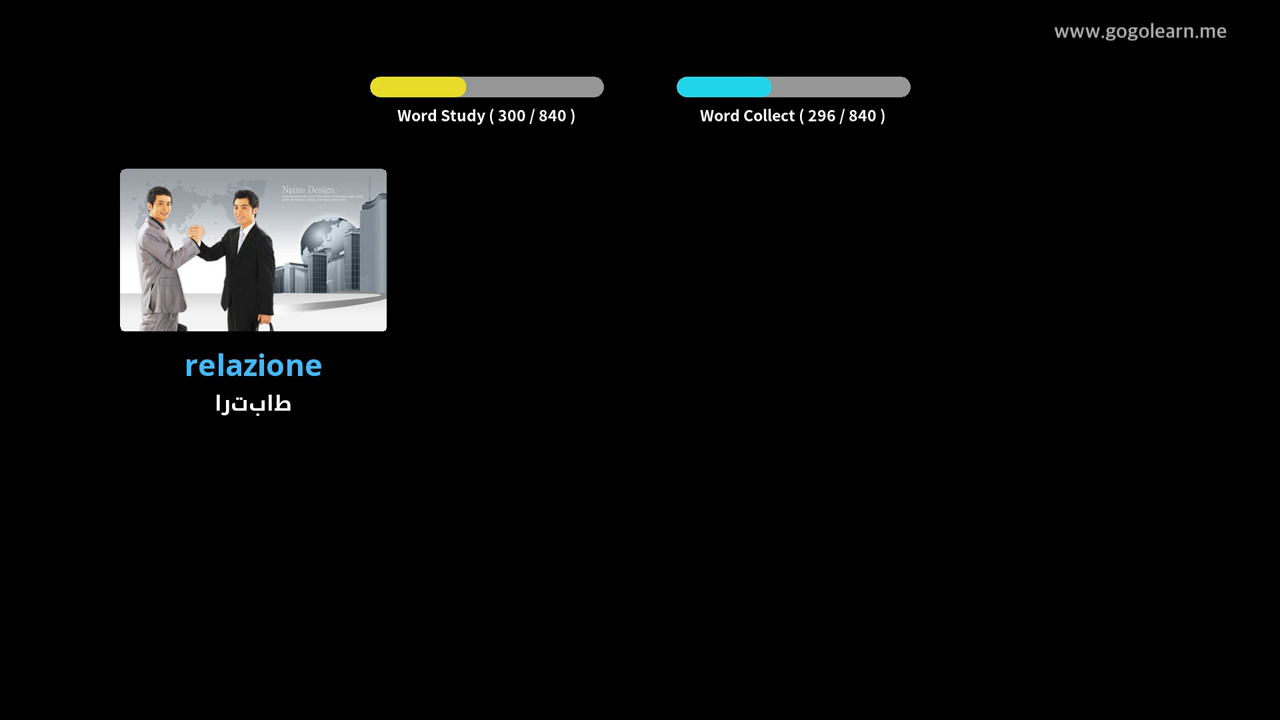 www.gogolearn.me
Word Study ( 300 / 840 )
Word Collect ( 296 / 840 )
Npine Design
relazione
ارتباط